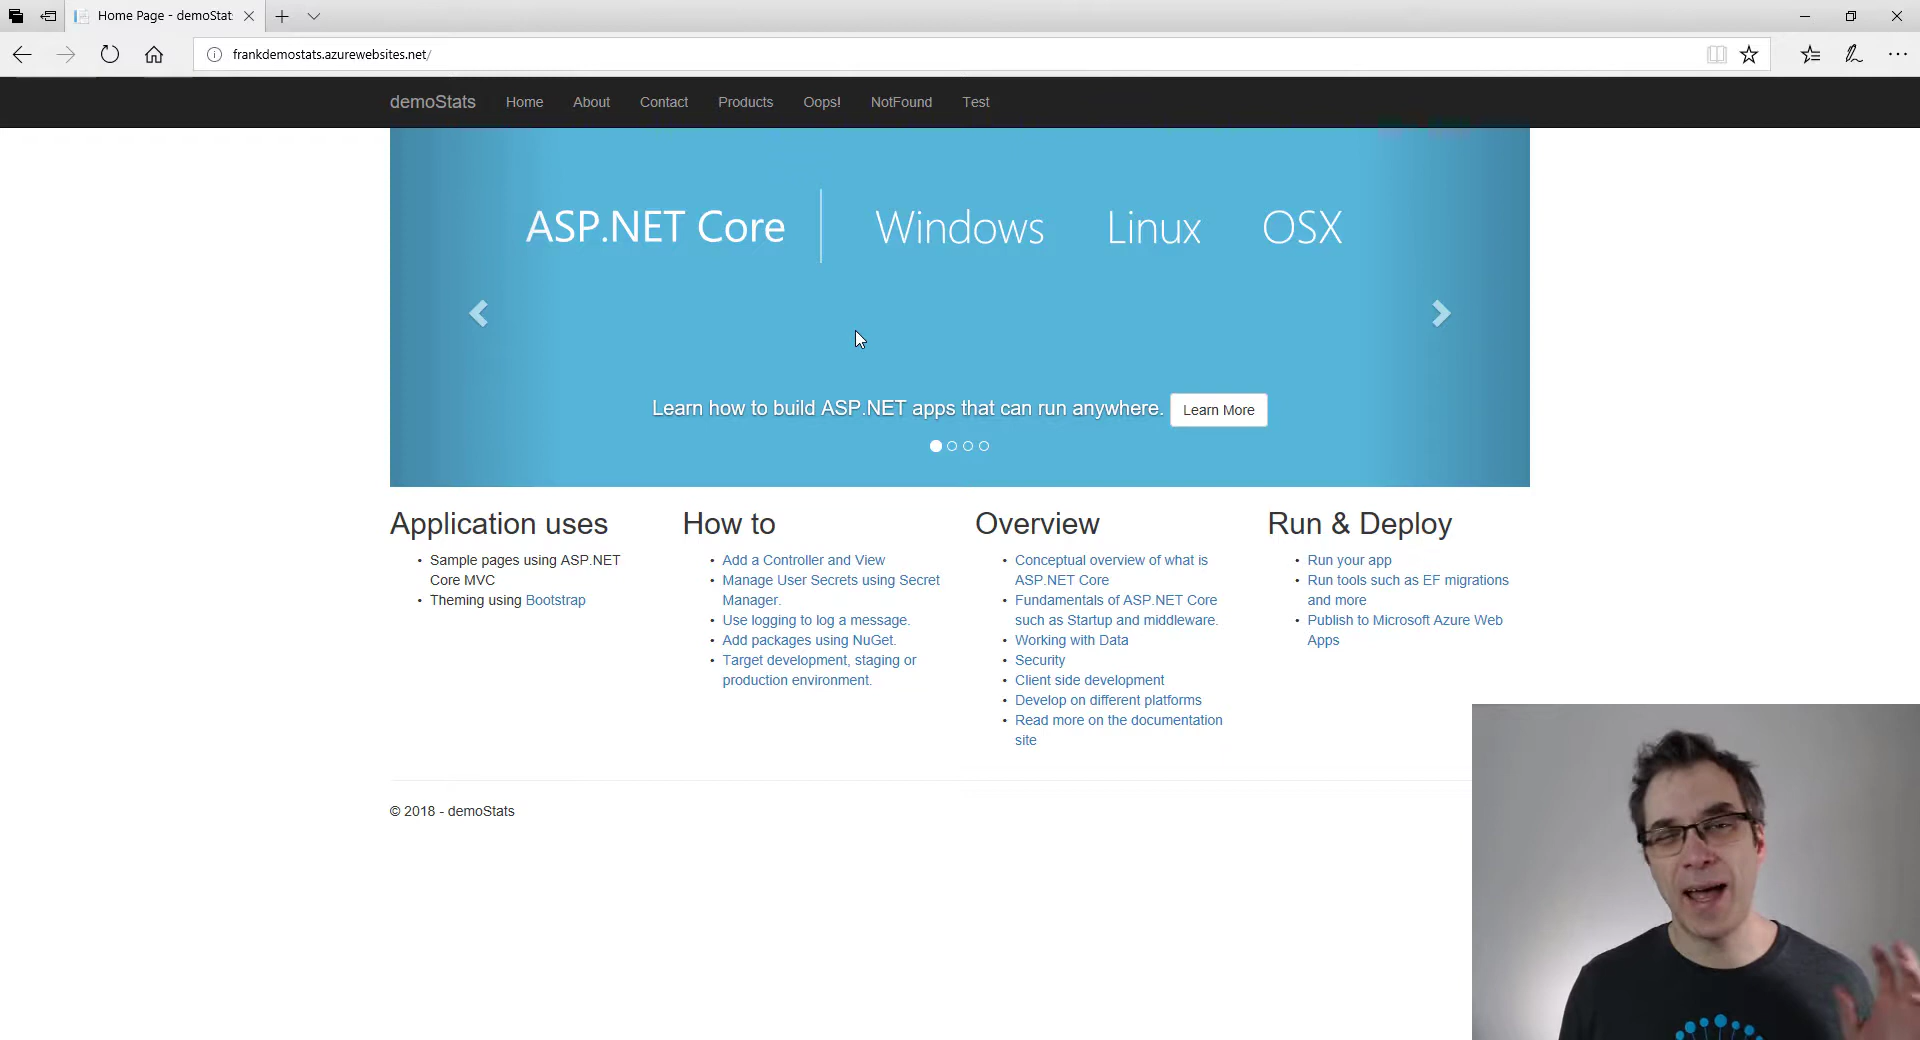 Home Page - demoStat
frankdemostats.azurewebsites.net/
demoStats Home About Contact Products Oops! NotFound Test
ASP.NET Core Windows Linux OSX
Learn how to build ASP.NET apps that can run anywhere. Learn More
Application uses
Sample pages using ASP.NET
Core MVC
Theming using Bootstrap
How to
Add a Controller and View
Manage User Secrets using Secret
Manager.
Use logging to log a message.
Add packages using NuGet.
Target development, staging or
production environment.
Overview
Conceptual overview of what is
ASP.NET Core
Fundamentals of ASP.NET Core
such as Startup and middleware.
Working with Data
Security
Client side development
Develop on different platforms
Read more on the documentation
site
Run & Deploy
Run your app
Run tools such as EF migrations
and more
Publish to Microsoft Azure Web
Apps
© 2018 - demoStats